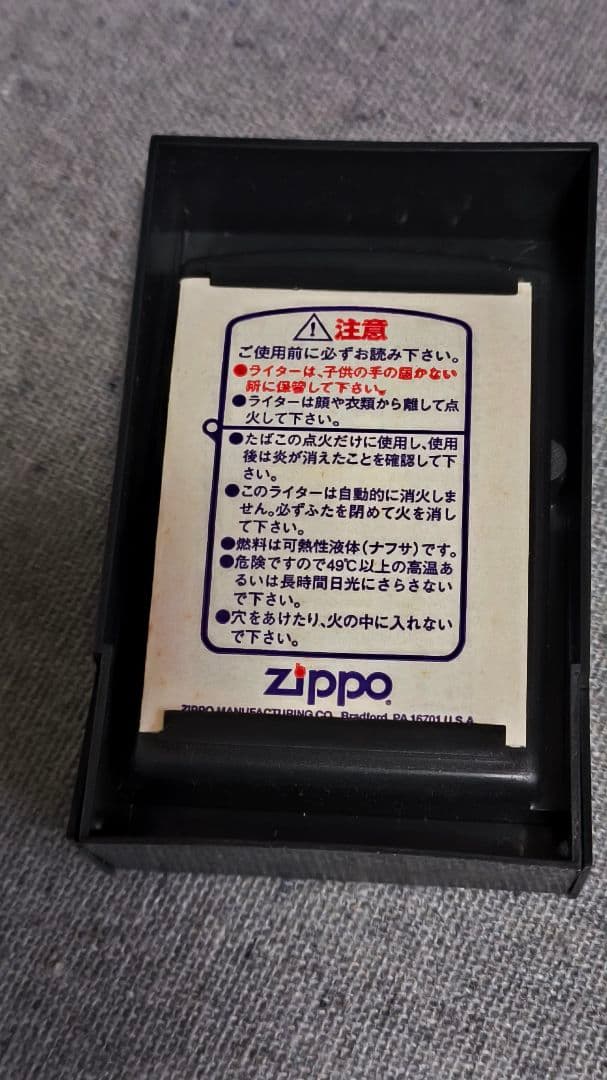 注意
ご使用前に必ずお読み下さい。
●ライターは、子供の手の届かない
所に保管して下さい。
●ライターは顔や衣類から離して点
火して下さい。
●たばこの点火だけに使用し、使用
後は炎が消えたことを確認して下
さい。
●このライターは自動的に消火しま
せん。必ずふたを閉めて火を消し
て下さい。
●燃料は可熱性液体(ナフサ)です。
●危険ですので49℃以上の高温あ
るいは長時間日光にさらさない
で下さい。
●穴をあけたり、火の中に入れない
で下さい。
zippo®
ZIPPO MANUFACTURING CO., Bradford, PA 16701 U.S.A.